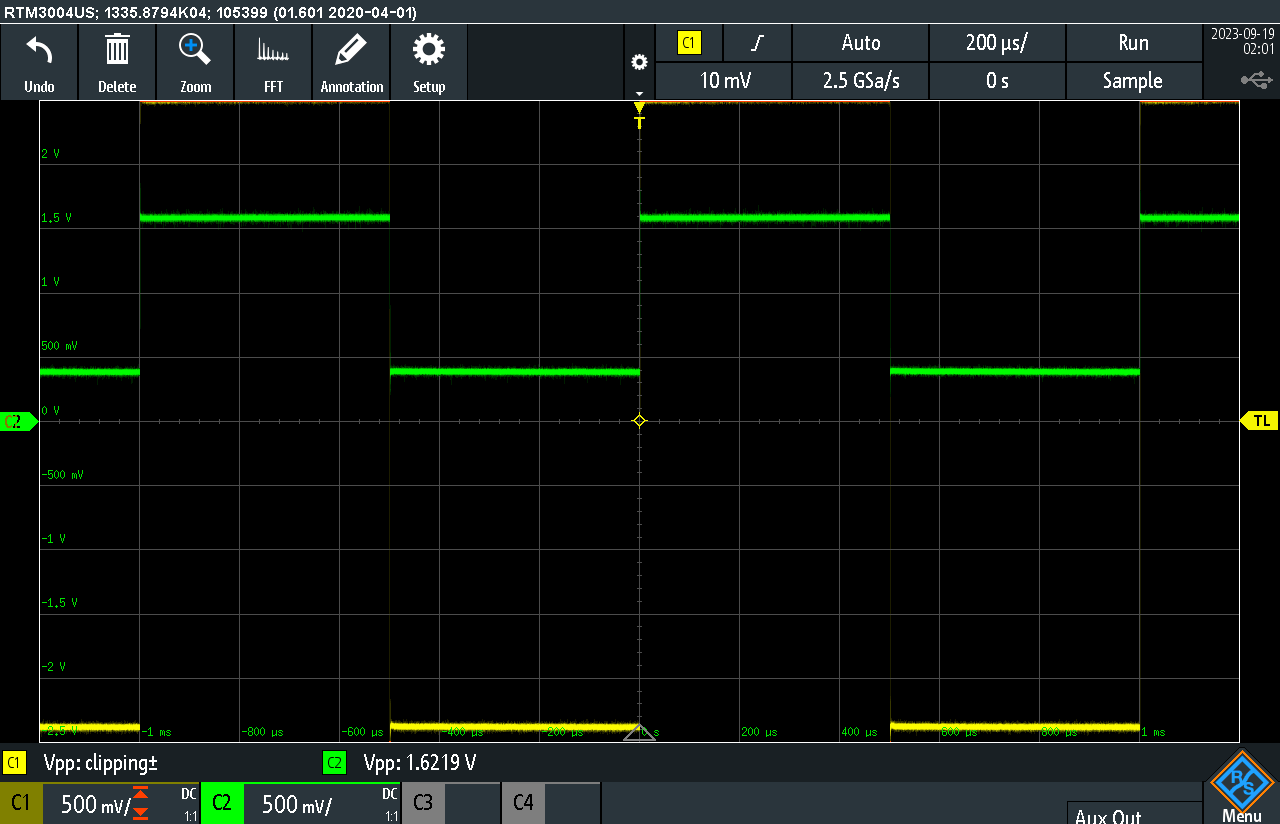 RTM3004US; 1335.8794K04; 105399 (01.601 2020-04-01)
Undo
Delete
Zoom
FFT
Annotation
Setup
C1
Auto
200 µs/
Run
2023-09-19
02:01
10 mV
2.5 GSa/s
0 s
Sample
T
2 V
1.5 V
1 V
500 mV
0 V
C2
TL
-500 mV
-1 V
-1.5 V
-2 V
-2.5 V
-1 ms
-800 µs
-600 µs
-400 µs
-200 µs
0 s
200 µs
400 µs
600 µs
800 µs
1 ms
C1 Vpp: clipping± C2 Vpp: 1.6219 V
C1 500 mV/ DC 1:1
C2 500 mV/ DC 1:1
C3
C4
Aux Out
R S
Menu